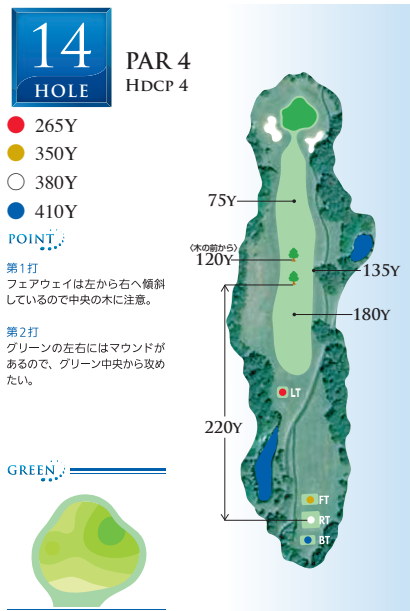 14
HOLE
PAR 4
HDCP 4
265Y
350Y
380Y
410Y
POINT
第1打
フェアウェイは左から右へ傾斜
しているので中央の木に注意。
第2打
グリーンの左右にはマウンドが
あるので、グリーン中央から攻め
たい。
GREEN
75Y
〈木の前から〉
120Y
135Y
180Y
LT
220Y
FT
RT
BT